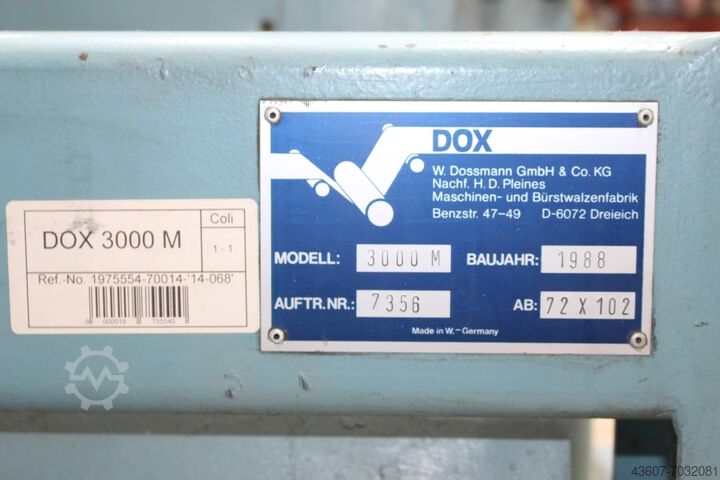 DOX
W. Dossmann GmbH & Co. KG
Nachf. H. D. Pleines
Maschinen- und Bürstwalzenfabrik
Benzstr. 47-49 D-6072 Dreieich
MODELL: 3000 M BAUJAHR: 1988
AUFTR.NR.: 7356 AB: 72 X 102
Made in W.-Germany
Coli
DOX 3000 M
1 - 1
Ref.-No. 1975554-70014-'14-068'
43607-7032081